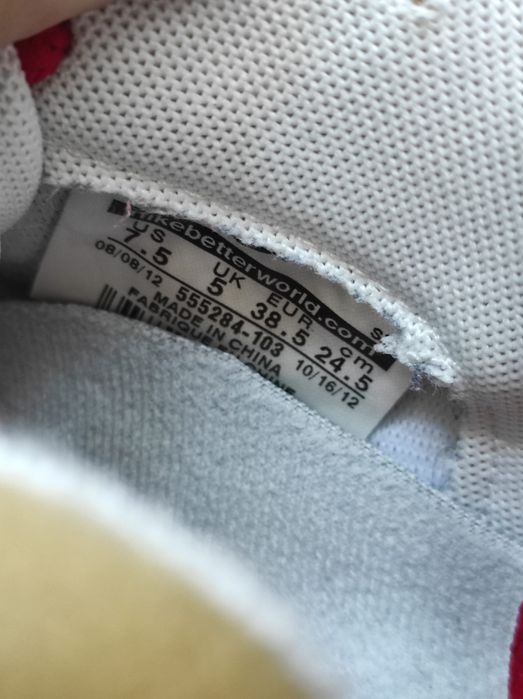 nikebetterworld.com
US UK EUR cm
7.5 5 38.5 24.5
08/08/12 555284-103 10/16/12
MADE IN CHINA
FABRIQUE